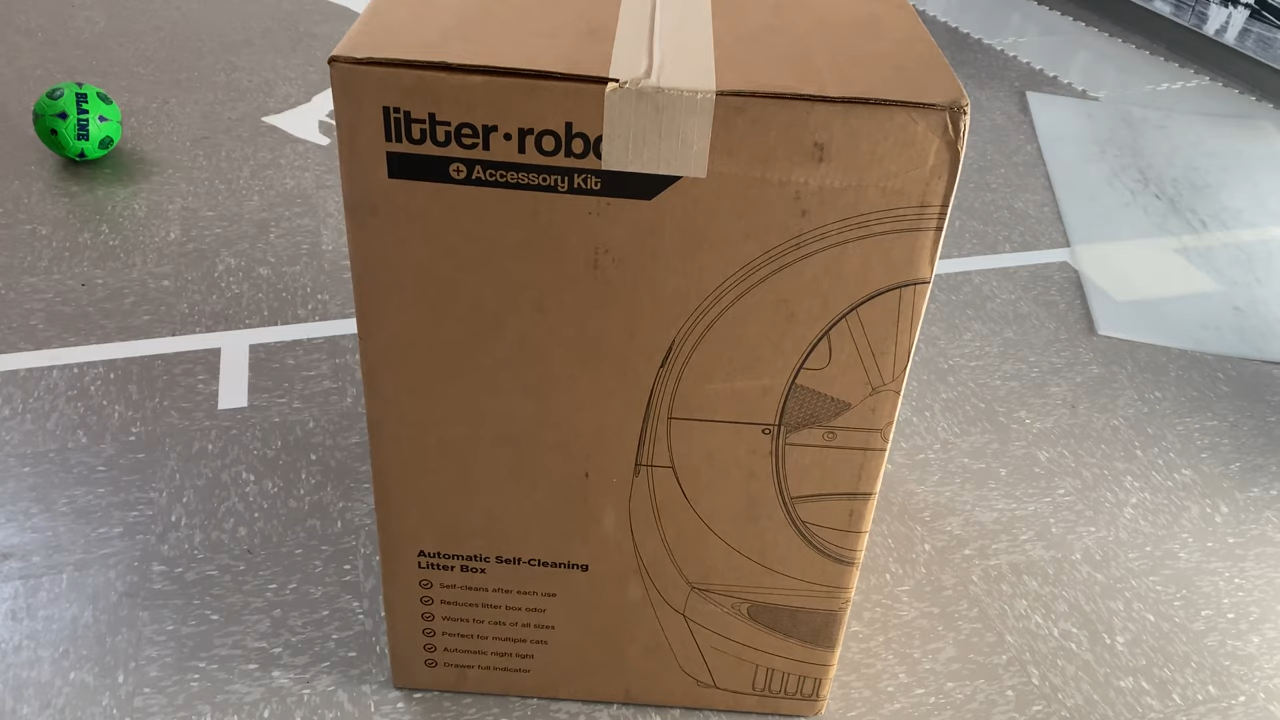 BLAINE
litter·robo
+ Accessory Kit
Automatic Self-Cleaning
Litter Box
Self-cleans after each use
Reduces litter box odor
Works for cats of all sizes
Perfect for multiple cats
Automatic night light
Drawer full indicator